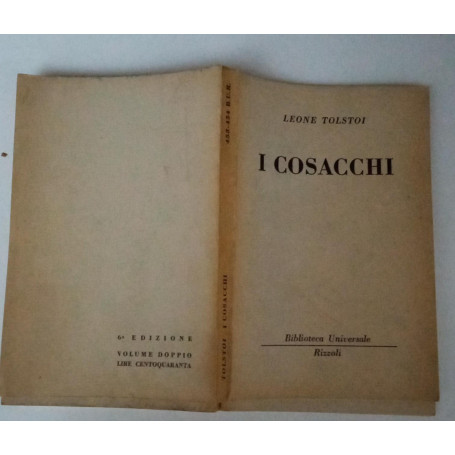 LEONE TOLSTOI
I COSACCHI
Biblioteca Universale
Rizzoli
TOLSTOI I COSACCHI
6ª EDIZIONE
VOLUME DOPPIO
LIRE CENTOQUARANTA